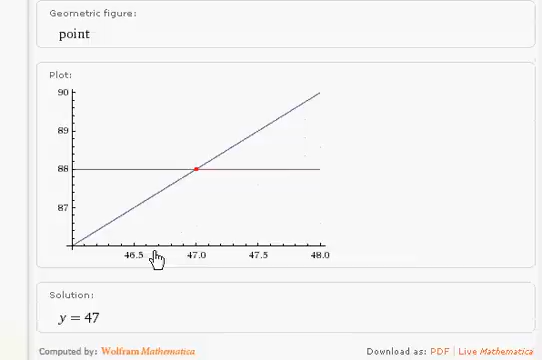 Geometric figure:
point
Plot:
90
89
88
87
46.5 47.0 47.5 48.0
Solution:
y = 47
Computed by: Wolfram Mathematica Download as: PDF | Live Mathematica